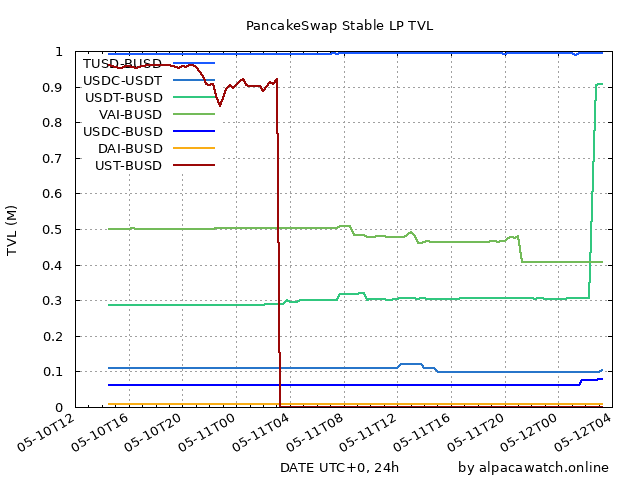 PancakeSwap Stable LP TVL
TUSD-BUSD
USDC-USDT
USDT-BUSD
VAI-BUSD
USDC-BUSD
DAI-BUSD
UST-BUSD
TVL (M)
1
0.9
0.8
0.7
0.6
0.5
0.4
0.3
0.2
0.1
0
05-10T12
05-10T16
05-10T20
05-11T00
05-11T04
05-11T08
05-11T12
05-11T16
05-11T20
05-12T00
05-12T04
DATE UTC+0, 24h
by alpacawatch.online